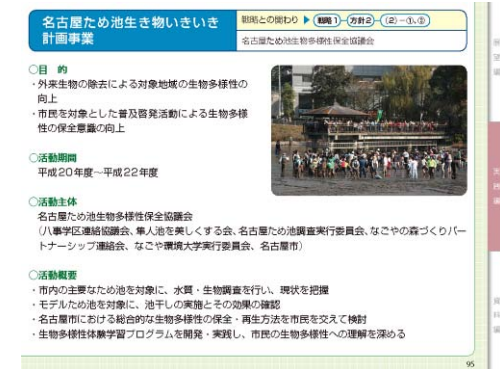 名古屋ため池生き物いきいき
計画事業
戦略との関わり ▶ 戦略1 方針2 (2)-①、②
名古屋ため池生物多様性保全協議会
○目 的
・外来生物の除去による対象地域の生物多様性の
向上
・市民を対象とした普及啓発活動による生物多様
性の保全意識の向上
○活動期間
平成20年度~平成22年度
○活動主体
名古屋ため池生物多様性保全協議会
(八事学区連絡協議会、隼人池を美しくする会、名古屋ため池調査実行委員会、なごやの森づくりパー
トナーシップ連絡会、なごや環境大学実行委員会、名古屋市)
○活動概要
・市内の主要なため池を対象に、水質・生物調査を行い、現状を把握
・モデルため池を対象に、池干しの実施とその効果の確認
・名古屋市における総合的な生物多様性の保全・再生方法を市民を交えて検討
・生物多様性体験学習プログラムを開発・実践し、市民の生物多様性への理解を深める
95
実
践
編
資
料
編